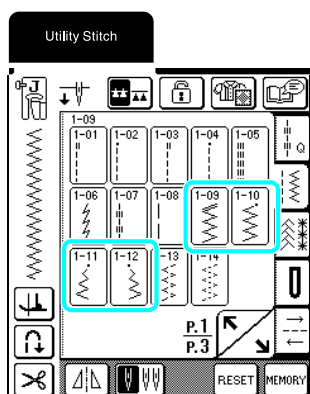 Utility Stitch
J
1-09
1-01 1-02 1-03 1-04 1-05
Q
1-06 1-07 1-08 1-09 1-10
1-11 1-12 1-13 1-14
P.1
P.3
RESET MEMORY